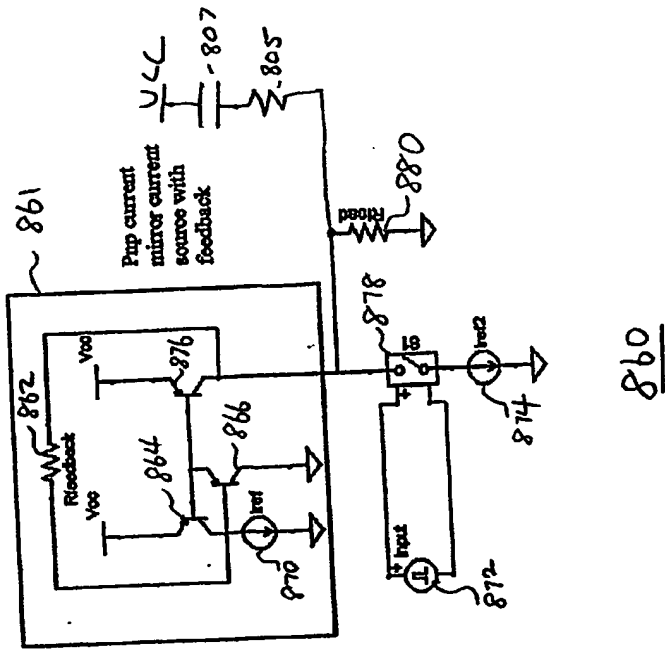 861
862
Rfeedback
Vcc
Vcc
864
876
866
Iref
870
Pnp current
mirror current
source with
feedback
VCC
807
805
Rload
880
878
S1
+
Iref2
874
+ Input
872
860